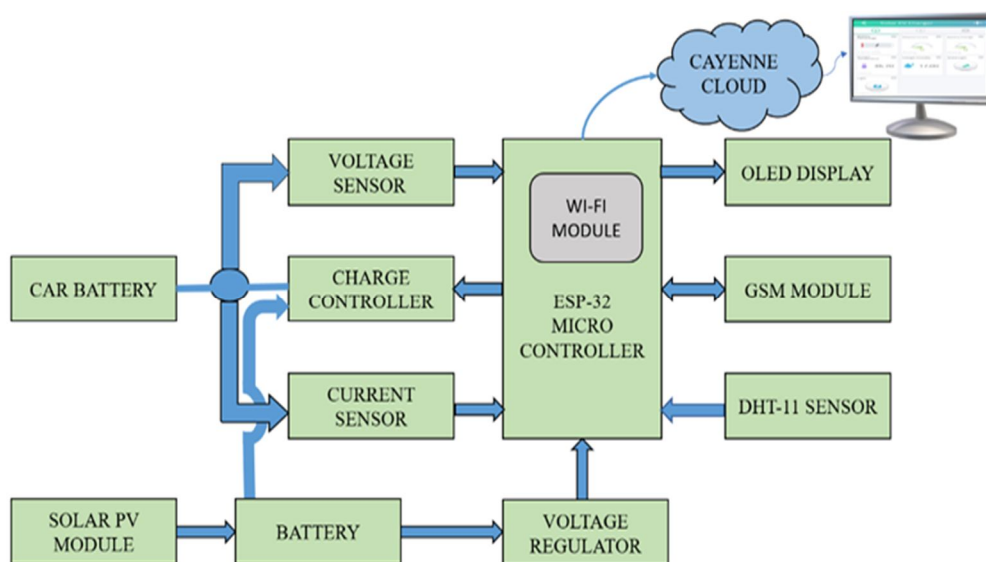 CAYENNE
CLOUD
VOLTAGE
SENSOR
OLED DISPLAY
WI-FI
MODULE
CAR BATTERY
CHARGE
CONTROLLER
ESP-32
MICRO
CONTROLLER
GSM MODULE
CURRENT
SENSOR
DHT-11 SENSOR
SOLAR PV
MODULE
BATTERY
VOLTAGE
REGULATOR